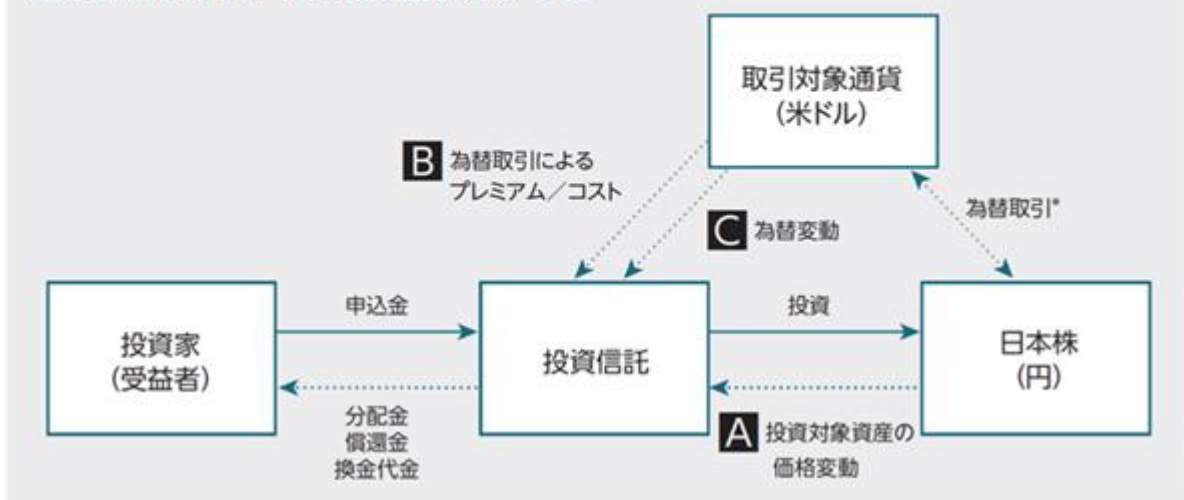 取引対象通貨
(米ドル)
B 為替取引による
プレミアム／コスト
C 為替変動
為替取引*
投資家
(受益者)
申込金
分配金
償還金
換金代金
投資信託
投資
A 投資対象資産の
価格変動
日本株
(円)